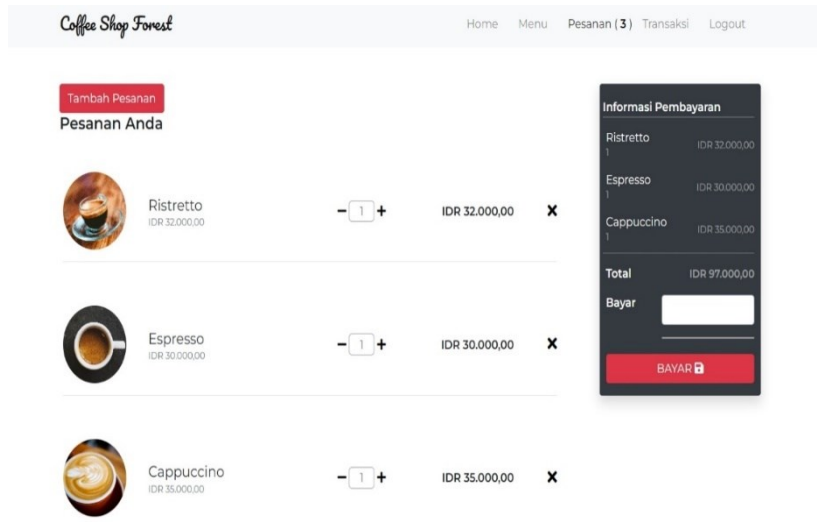 Coffee Shop Forest
Home Menu Pesanan ( 3 ) Transaksi Logout
Tambah Pesanan
Pesanan Anda
Ristretto
IDR 32.000,00
1
IDR 32.000,00
Espresso
IDR 30.000,00
1
IDR 30.000,00
Cappuccino
IDR 35.000,00
1
IDR 35.000,00
Informasi Pembayaran
Ristretto
1
IDR 32.000,00
Espresso
1
IDR 30.000,00
Cappuccino
1
IDR 35.000,00
Total IDR 97.000,00
Bayar
BAYAR